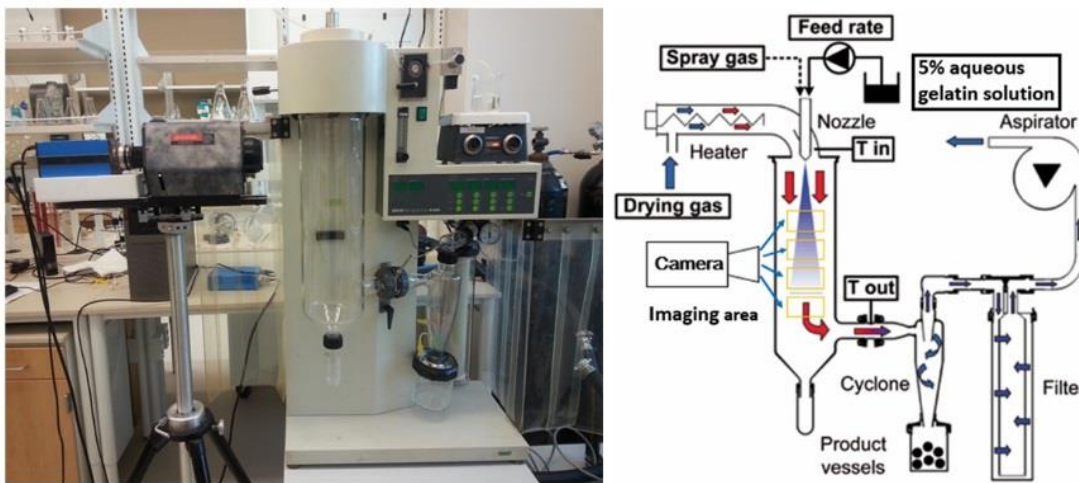 Feed rate
Spray gas
5% aqueous
gelatin solution
Nozzle
Aspirator
Heater
T in
Drying gas
Camera
Imaging area
T out
Cyclone
Filte
Product
vessels